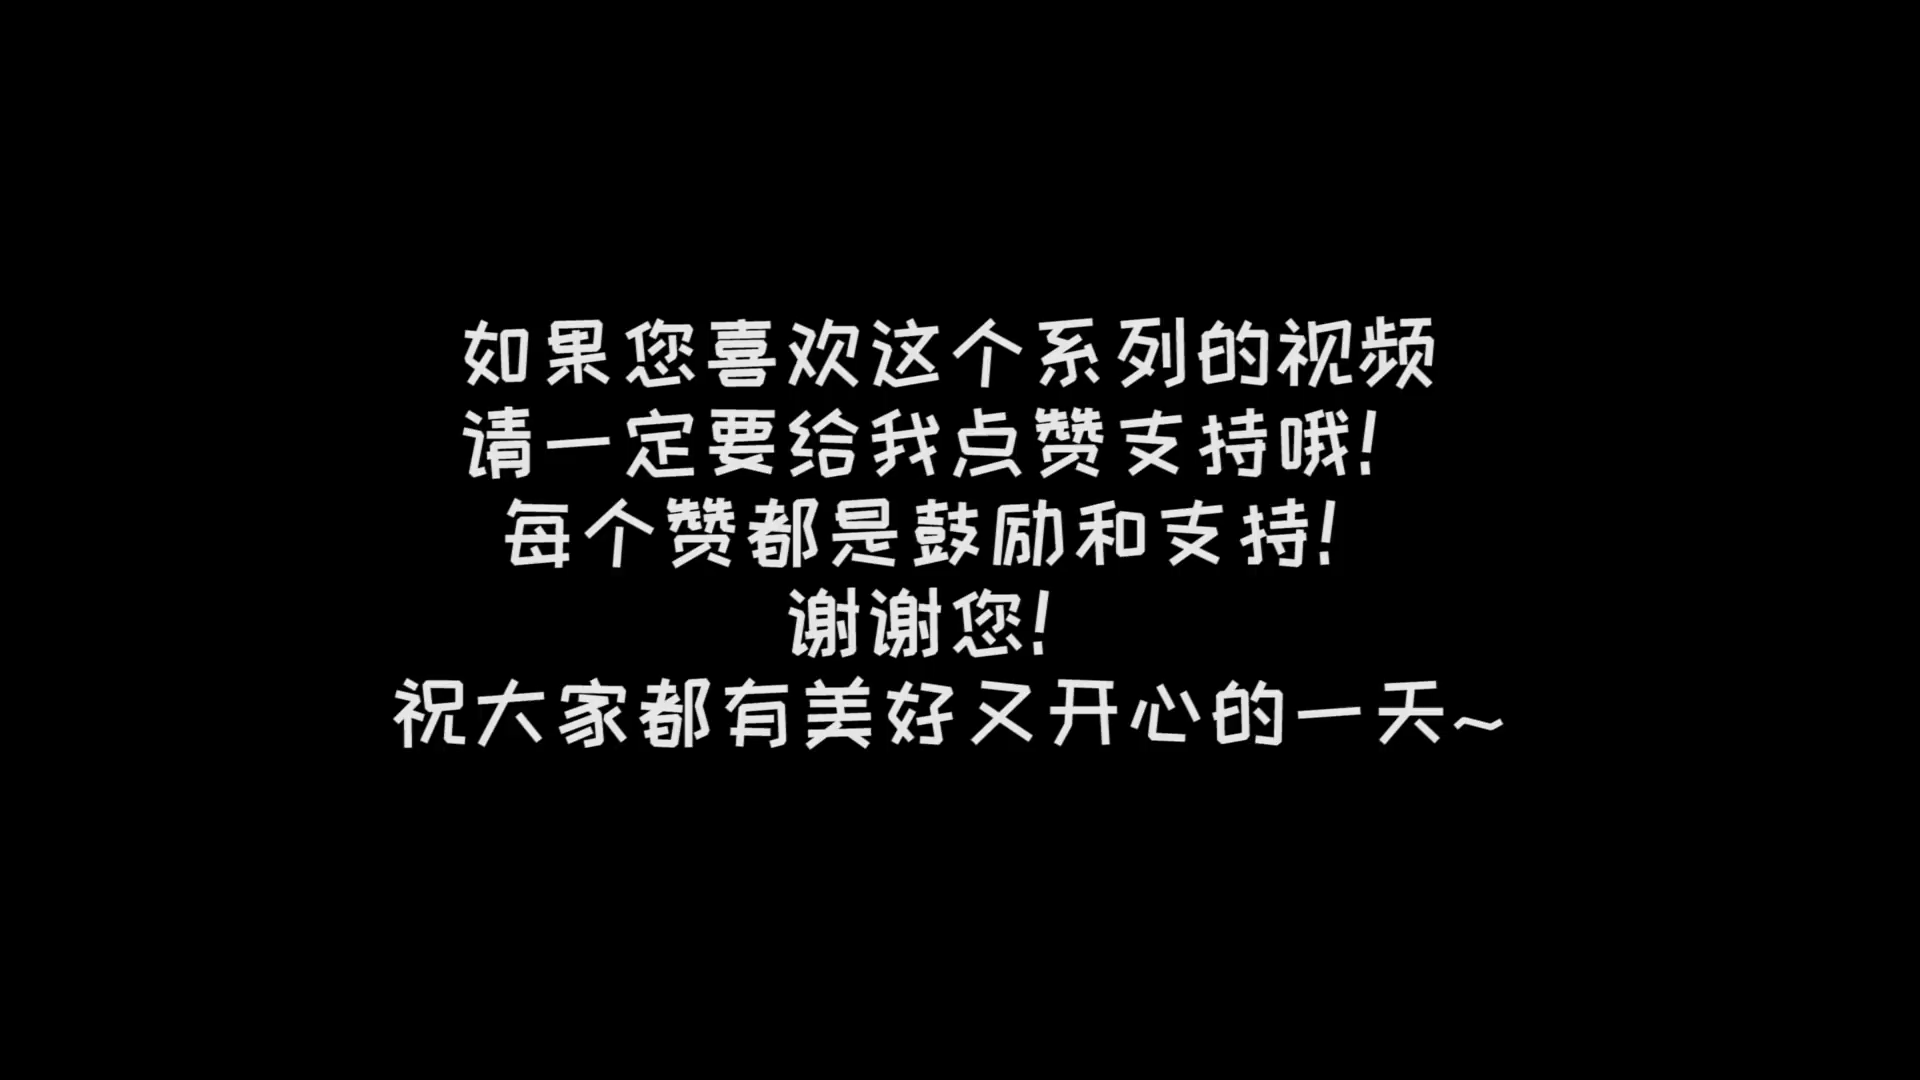 如果您喜欢这个系列的视频
请一定要给我点赞支持哦!
每个赞都是鼓励和支持!
谢谢您!
祝大家都有美好又开心的一天~